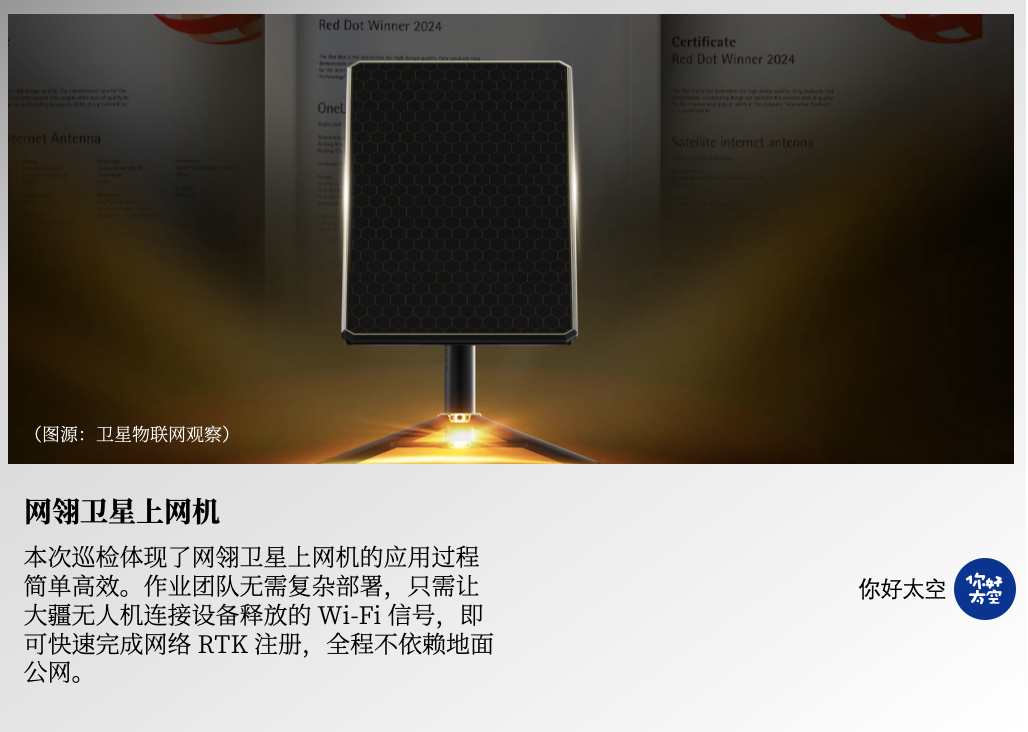 Red Dot Winner 2024
Certificate
Red Dot Winner 2024
Satellite internet antenna
（图源：卫星物联网观察）
网翎卫星上网机
本次巡检体现了网翎卫星上网机的应用过程
简单高效。作业团队无需复杂部署，只需让
大疆无人机连接设备释放的 Wi-Fi 信号，即
可快速完成网络 RTK 注册，全程不依赖地面
公网。
你好太空
你好
太空